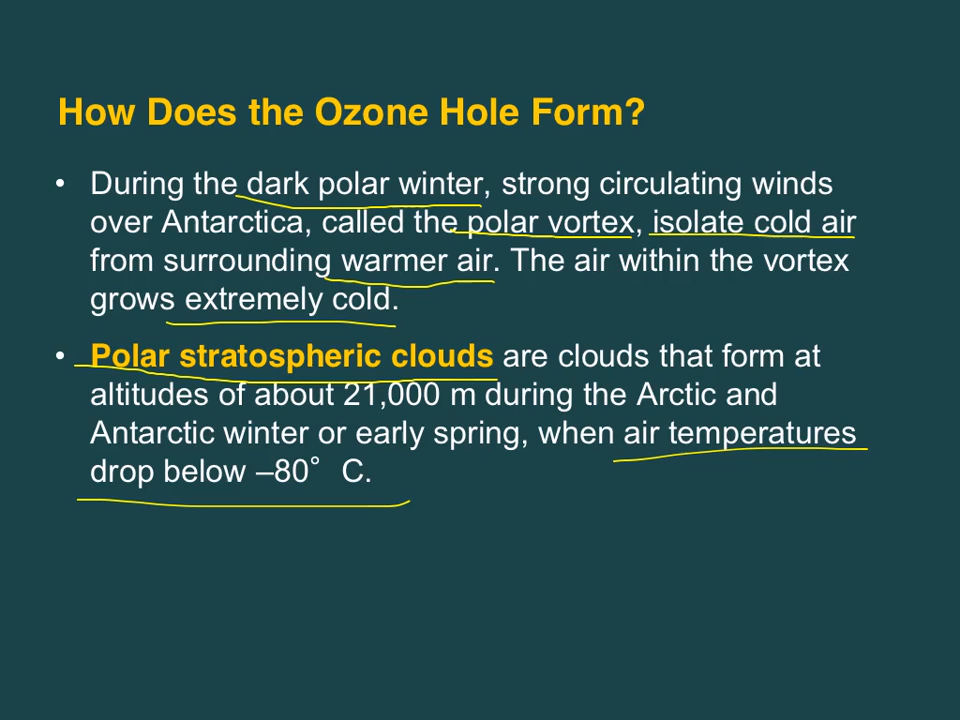 How Does the Ozone Hole Form?
• During the dark polar winter, strong circulating winds
over Antarctica, called the polar vortex, isolate cold air
from surrounding warmer air. The air within the vortex
grows extremely cold.
• Polar stratospheric clouds are clouds that form at
altitudes of about 21,000 m during the Arctic and
Antarctic winter or early spring, when air temperatures
drop below –80° C.